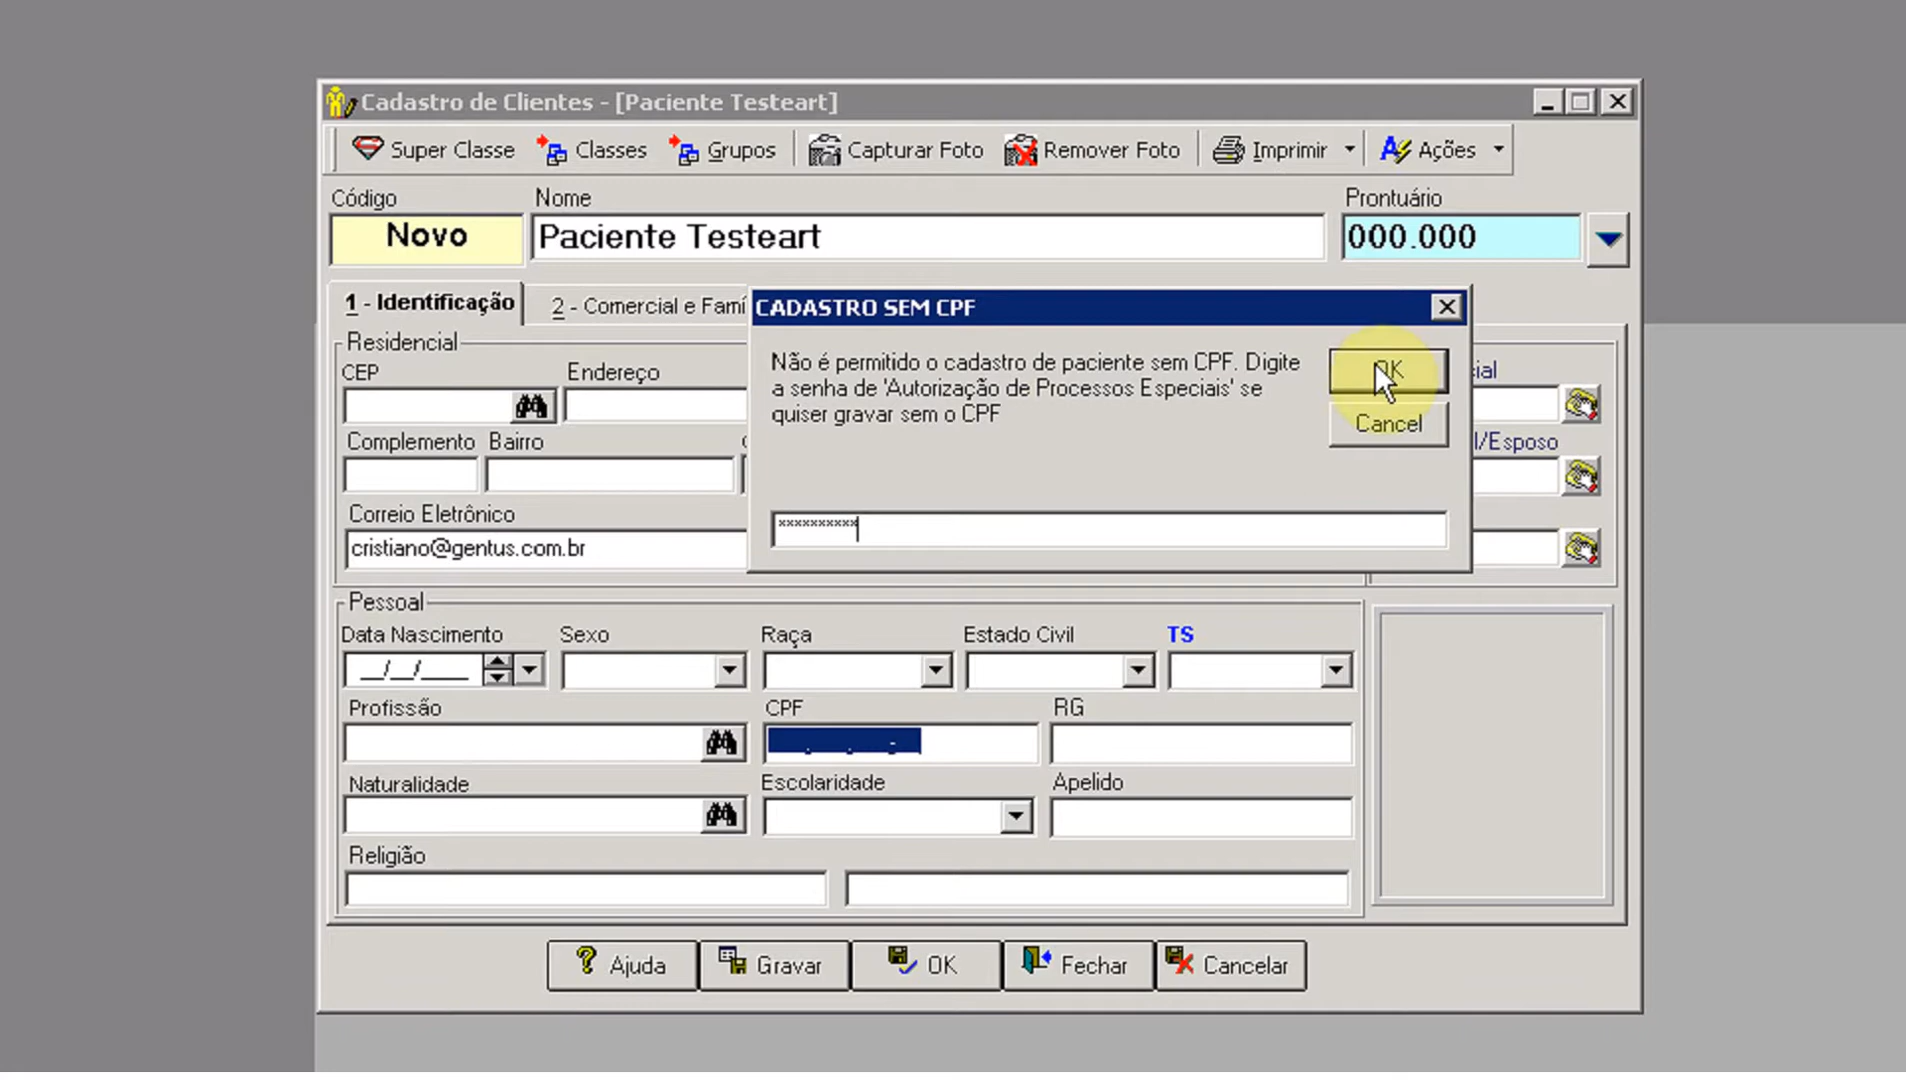 Cadastro de Clientes - [Paciente Testeart]
Super Classe Classes Grupos Capturar Foto Remover Foto Imprimir Ações
Código Nome Prontuário
Novo Paciente Testeart 000.000
1 - Identificação 2 - Comercial e Famí
CADASTRO SEM CPF
Não é permitido o cadastro de paciente sem CPF. Digite
a senha de 'Autorização de Processos Especiais' se
quiser gravar sem o CPF
OK
Cancel
**********
Residencial
CEP Endereço
Complemento Bairro
l/Esposo
Correio Eletrônico
cristiano@gentus.com.br
Pessoal
Data Nascimento Sexo Raça Estado Civil TS
__/__/____
Profissão CPF RG
. . -
Naturalidade Escolaridade Apelido
Religião
Ajuda Gravar OK Fechar Cancelar